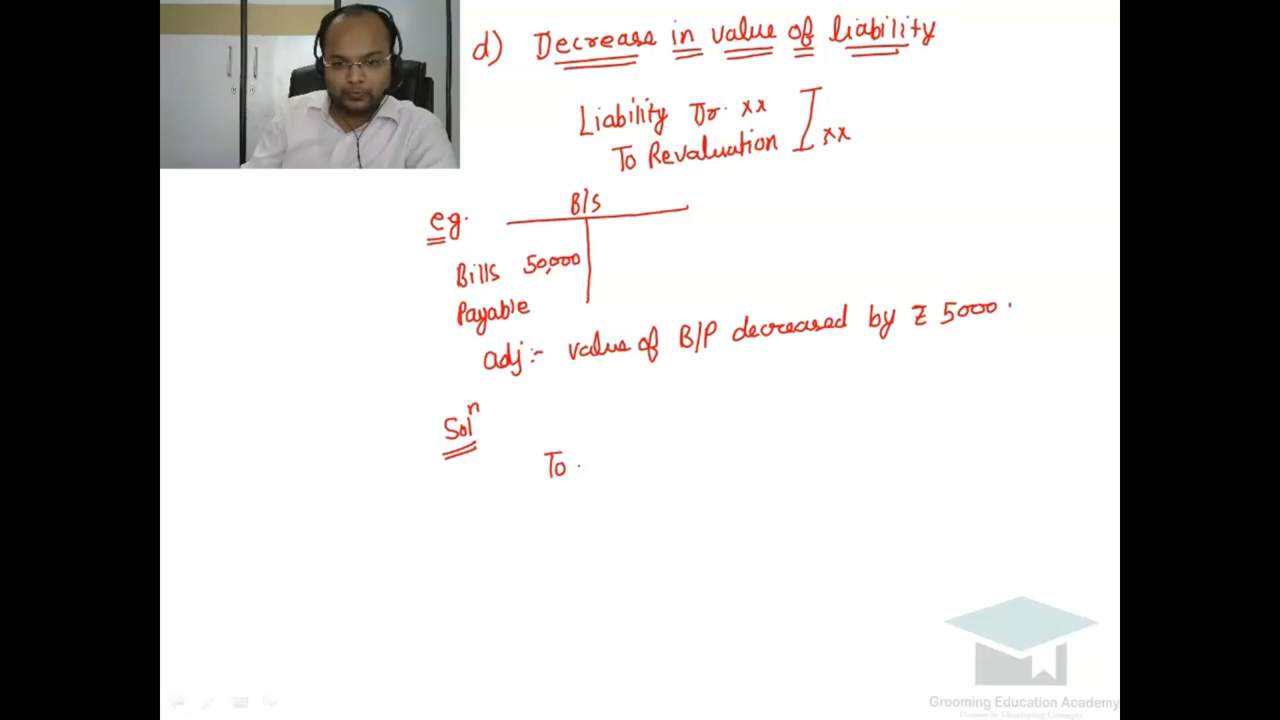 d) Decrease in value of liability
Liability Dr. xx
To Revaluation xx
eg.
B/S
Bills 50,000
Payable
adj:- value of B/P decreased by ₹ 5000.
Solⁿ
To
Grooming Education Academy